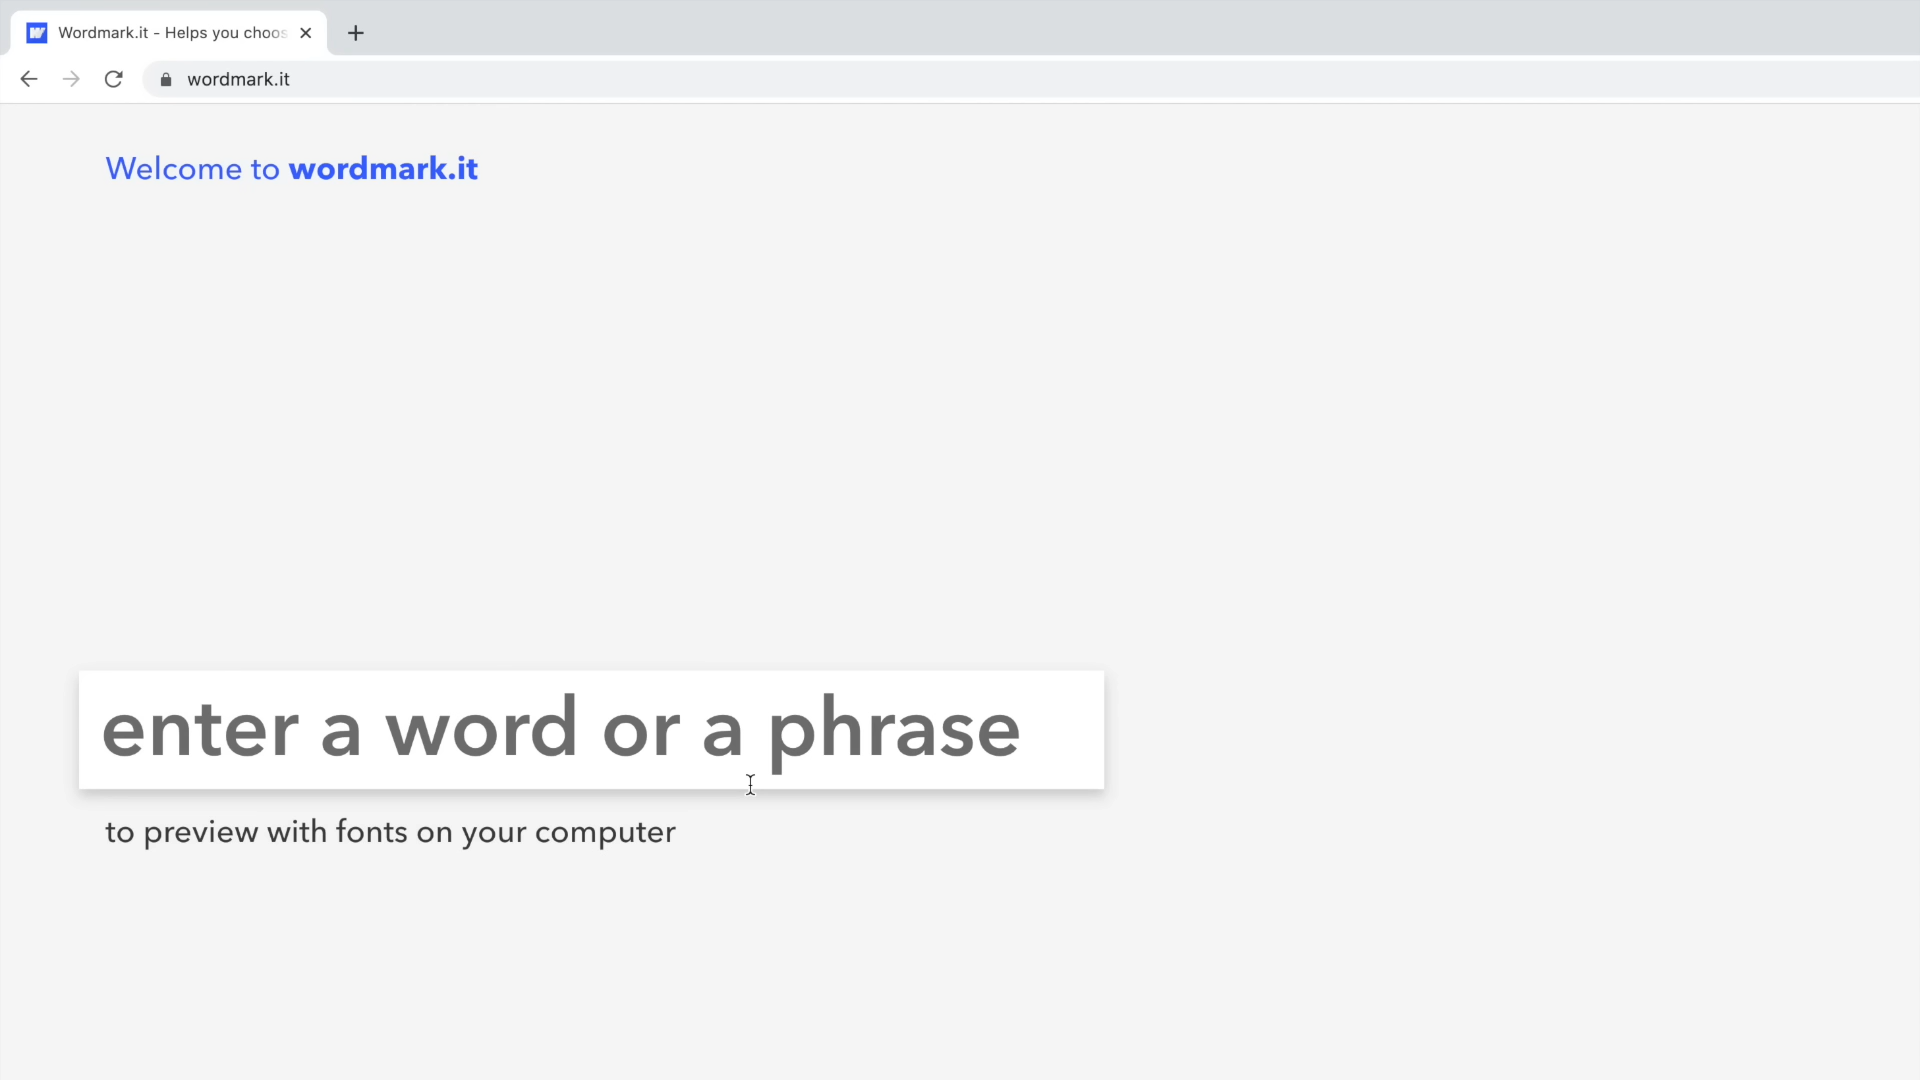 Wordmark.it - Helps you choos
wordmark.it
Welcome to wordmark.it
enter a word or a phrase
to preview with fonts on your computer